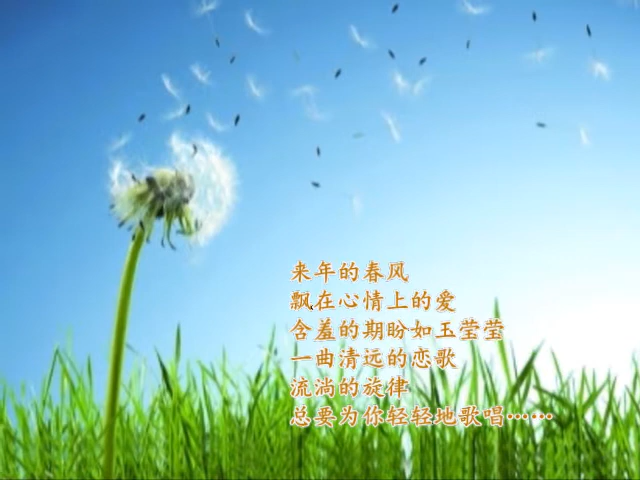 来年的春风
飘在心情上的爱
含羞的期盼如玉莹莹
一曲清远的恋歌
流淌的旋律
总要为你轻轻地歌唱……